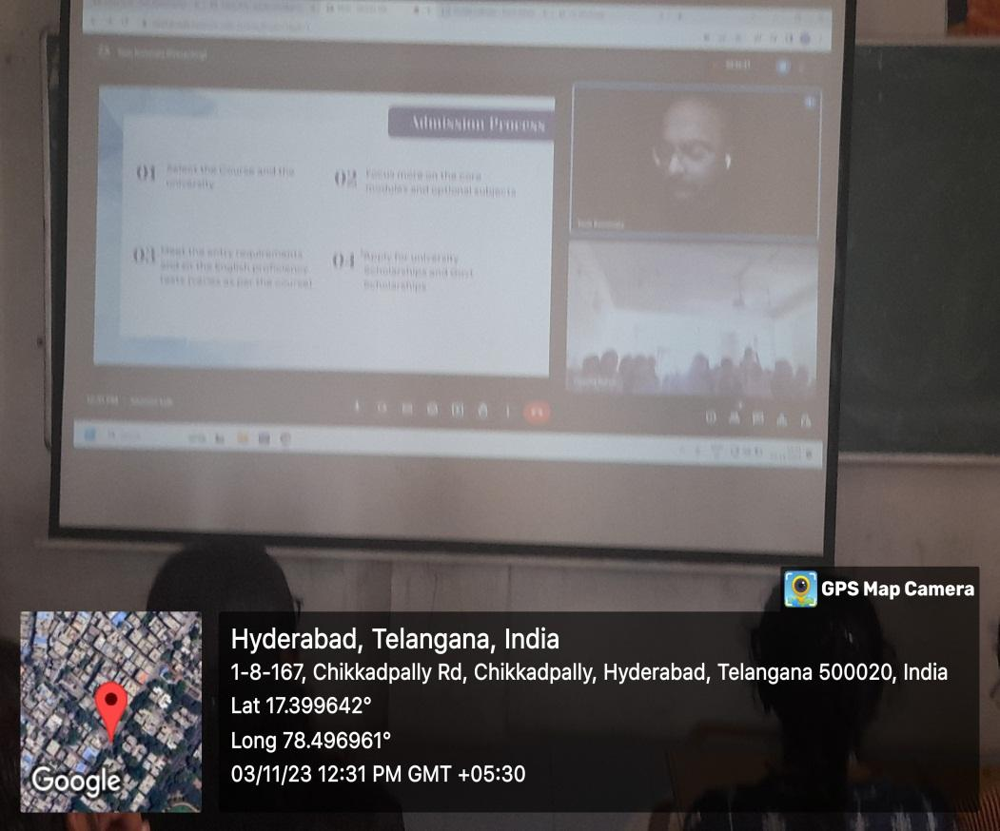 Admission Process
01 Select the Course and the
university
02 Focus more on the core
modules and optional subjects
03 Meet the entry requirements
and sit the English proficiency
tests (varies as per the course)
04 Apply for university
Scholarships and Govt
Scholarships
GPS Map Camera
Google
Hyderabad, Telangana, India
1-8-167, Chikkadpally Rd, Chikkadpally, Hyderabad, Telangana 500020, India
Lat 17.399642°
Long 78.496961°
03/11/23 12:31 PM GMT +05:30